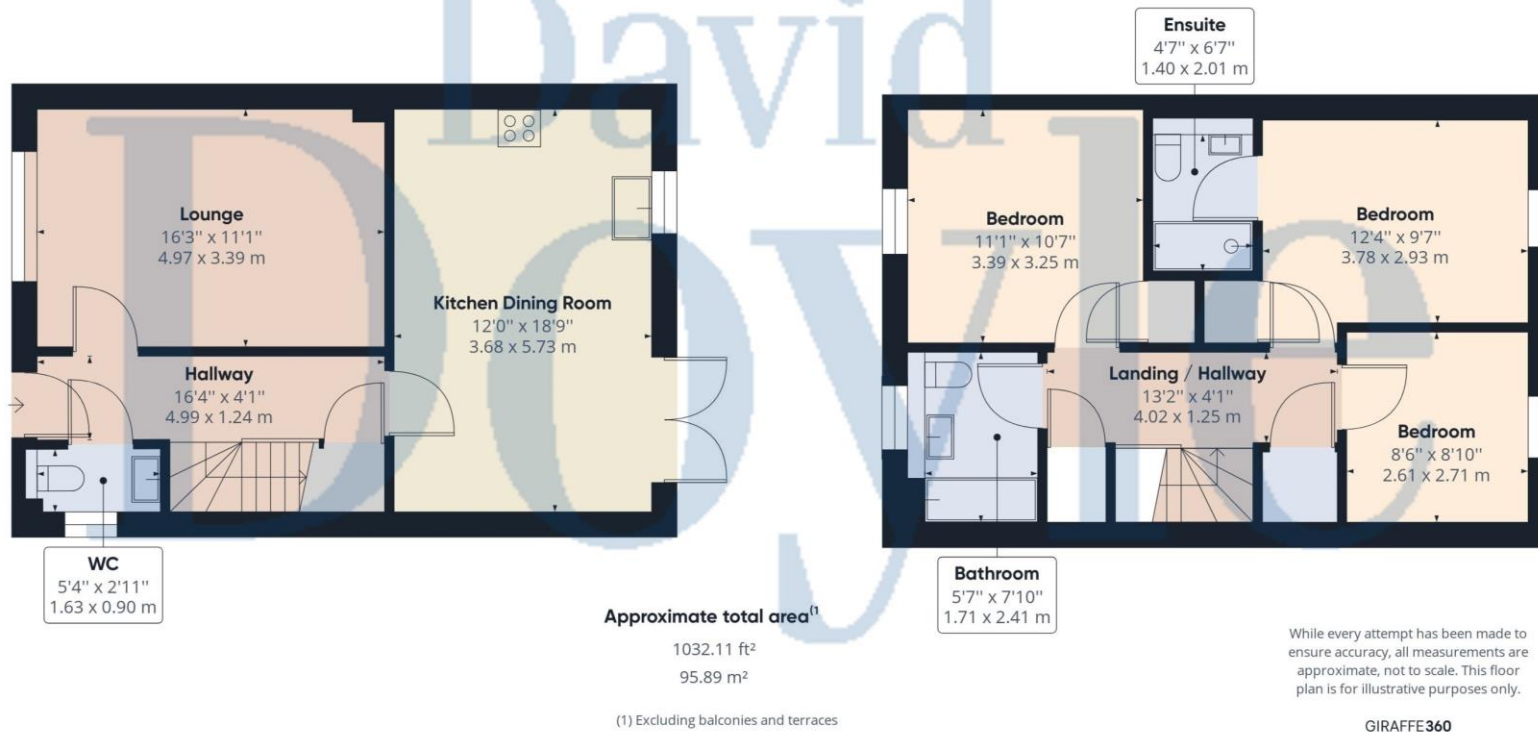 David
Doyle
Ensuite
4'7" x 6'7"
1.40 x 2.01 m
Lounge
16'3'' x 11'1''
4.97 x 3.39 m
Kitchen Dining Room
12'0'' x 18'9''
3.68 x 5.73 m
Hallway
16'4'' x 4'1''
4.99 x 1.24 m
WC
5'4'' x 2'11''
1.63 x 0.90 m
Bedroom
11'1'' x 10'7''
3.39 x 3.25 m
Bedroom
12'4'' x 9'7''
3.78 x 2.93 m
Landing / Hallway
13'2'' x 4'1''
4.02 x 1.25 m
Bedroom
8'6'' x 8'10''
2.61 x 2.71 m
Bathroom
5'7'' x 7'10''
1.71 x 2.41 m
Approximate total area⁽¹
1032.11 ft²
95.89 m²
(1) Excluding balconies and terraces
While every attempt has been made to
ensure accuracy, all measurements are
approximate, not to scale. This floor
plan is for illustrative purposes only.
GIRAFFE360